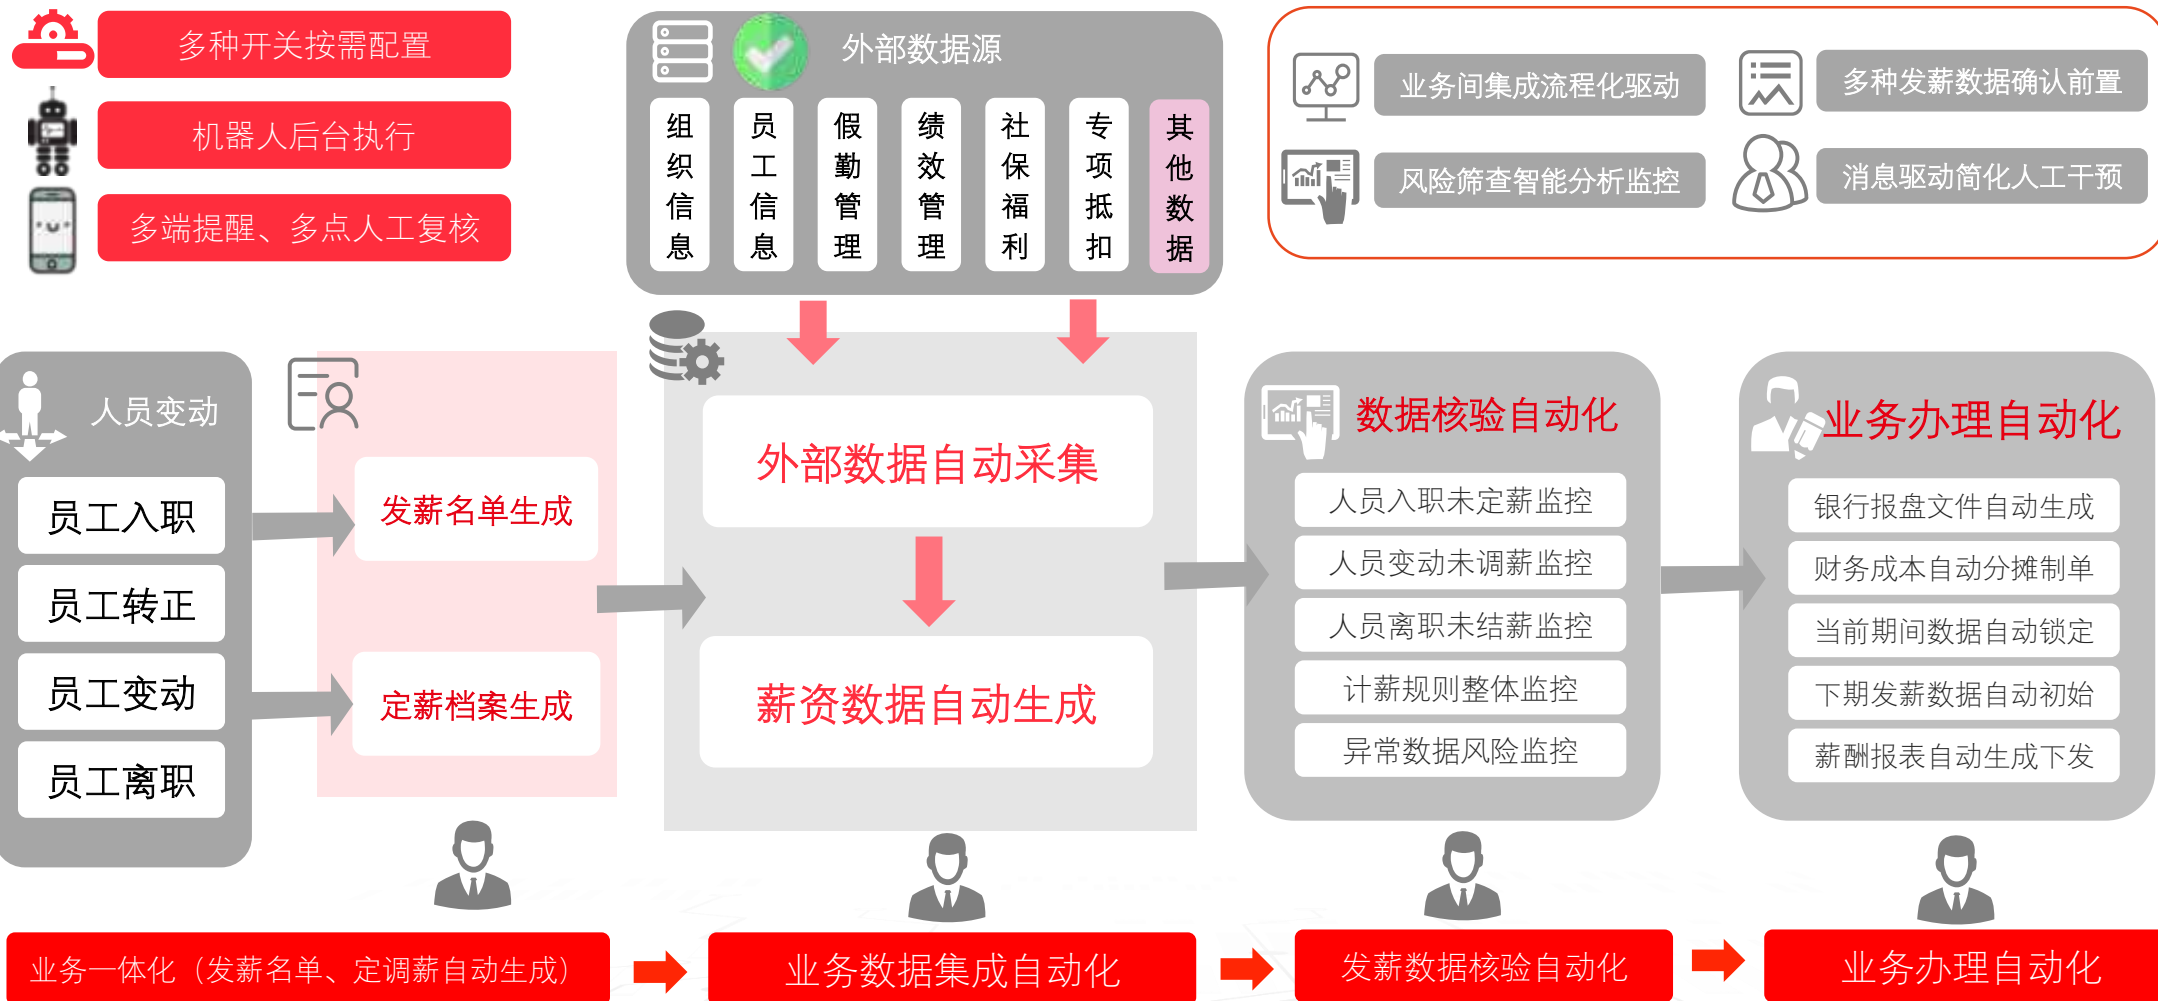 多种开关按需配置
机器人后台执行
多端提醒、多点人工复核
外部数据源
组织信息
员工信息
假勤管理
绩效管理
社保福利
专项抵扣
其他数据
业务间集成流程化驱动
多种发薪数据确认前置
风险筛查智能分析监控
消息驱动简化人工干预
人员变动
员工入职
员工转正
员工变动
员工离职
发薪名单生成
定薪档案生成
外部数据自动采集
薪资数据自动生成
数据核验自动化
人员入职未定薪监控
人员变动未调薪监控
人员离职未结薪监控
计薪规则整体监控
异常数据风险监控
业务办理自动化
银行报盘文件自动生成
财务成本自动分摊制单
当前期间数据自动锁定
下期发薪数据自动初始
薪酬报表自动生成下发
业务一体化（发薪名单、定调薪自动生成）
业务数据集成自动化
发薪数据核验自动化
业务办理自动化